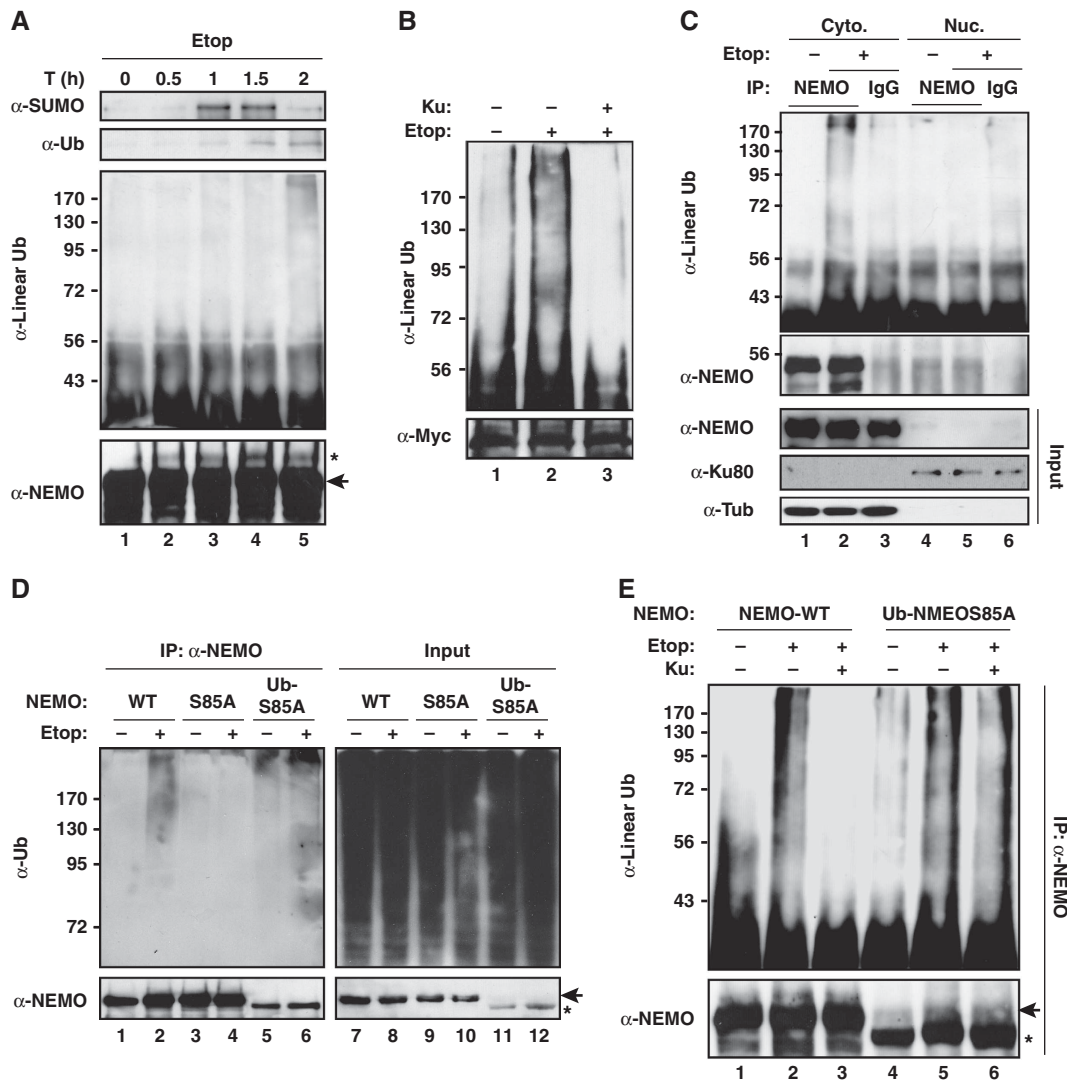 A
Etop
T (h) 0 0.5 1 1.5 2
α-SUMO
α-Ub
α-Linear Ub
170
130
95
72
56
43
α-NEMO
*
1 2 3 4 5
B
Ku: – – +
Etop: – + +
α-Linear Ub
170
130
95
72
56
α-Myc
1 2 3
C
Cyto. Nuc.
Etop: – + – +
IP: NEMO IgG NEMO IgG
α-Linear Ub
170
130
95
72
56
43
56
α-NEMO
α-NEMO
α-Ku80
α-Tub
Input
1 2 3 4 5 6
D
IP: α-NEMO Input
NEMO: WT S85A Ub-S85A WT S85A Ub-S85A
Etop: – + – + – + – + – + – +
α-Ub
170
130
95
72
α-NEMO
*
1 2 3 4 5 6 7 8 9 10 11 12
E
NEMO: NEMO-WT Ub-NMEOS85A
Etop: – + + – + +
Ku: – – + – – +
α-Linear Ub
170
130
95
72
56
43
IP: α-NEMO
α-NEMO
*
1 2 3 4 5 6